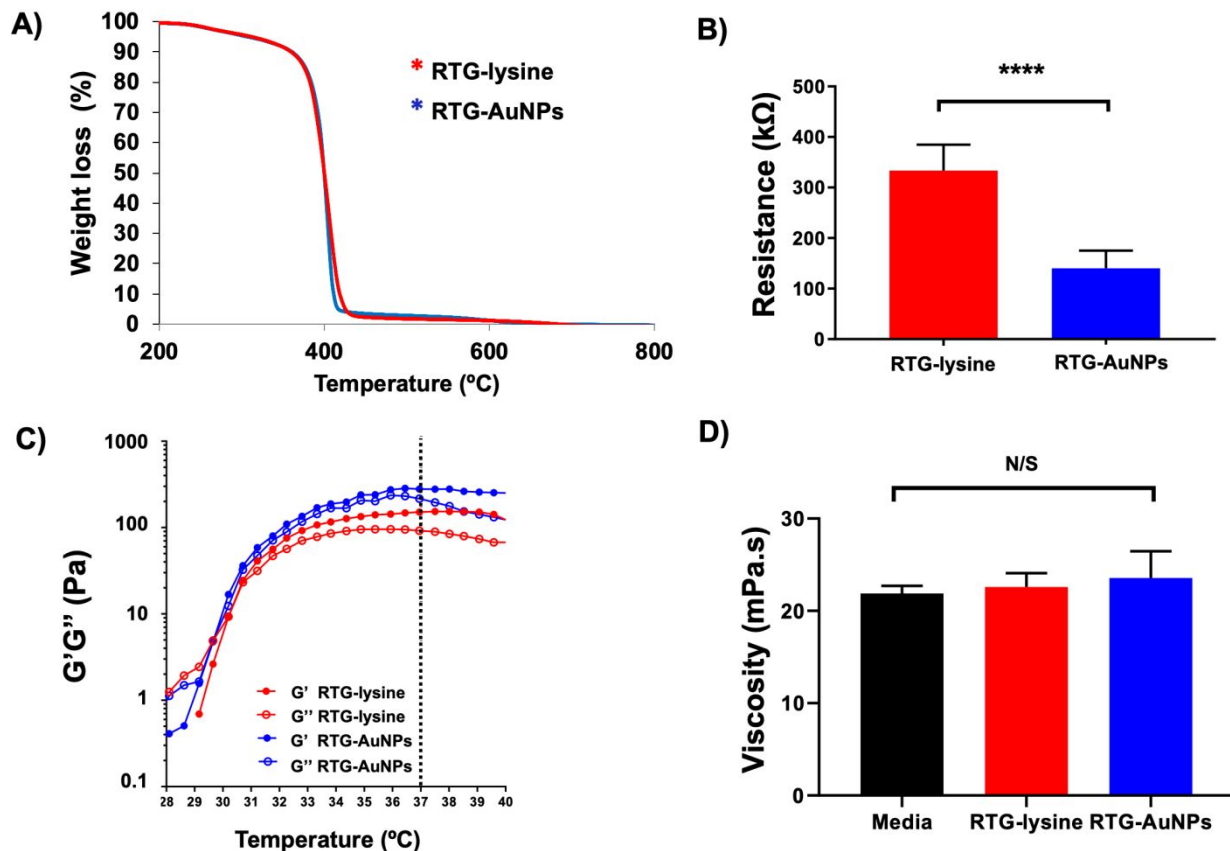 A)
100
90
80
70
60
50
40
30
20
10
0
Weight loss (%)
* RTG-lysine
* RTG-AuNPs
200 400 600 800
Temperature (ºC)
B)
****
500
400
300
200
100
0
Resistance (kΩ)
RTG-lysine RTG-AuNPs
C)
1000
100
10
1
0.1
G'G'' (Pa)
G' RTG-lysine
G'' RTG-lysine
G' RTG-AuNPs
G'' RTG-AuNPs
28 29 30 31 32 33 34 35 36 37 38 39 40
Temperature (ºC)
D)
N/S
30
20
10
0
Viscosity (mPa.s)
Media RTG-lysine RTG-AuNPs